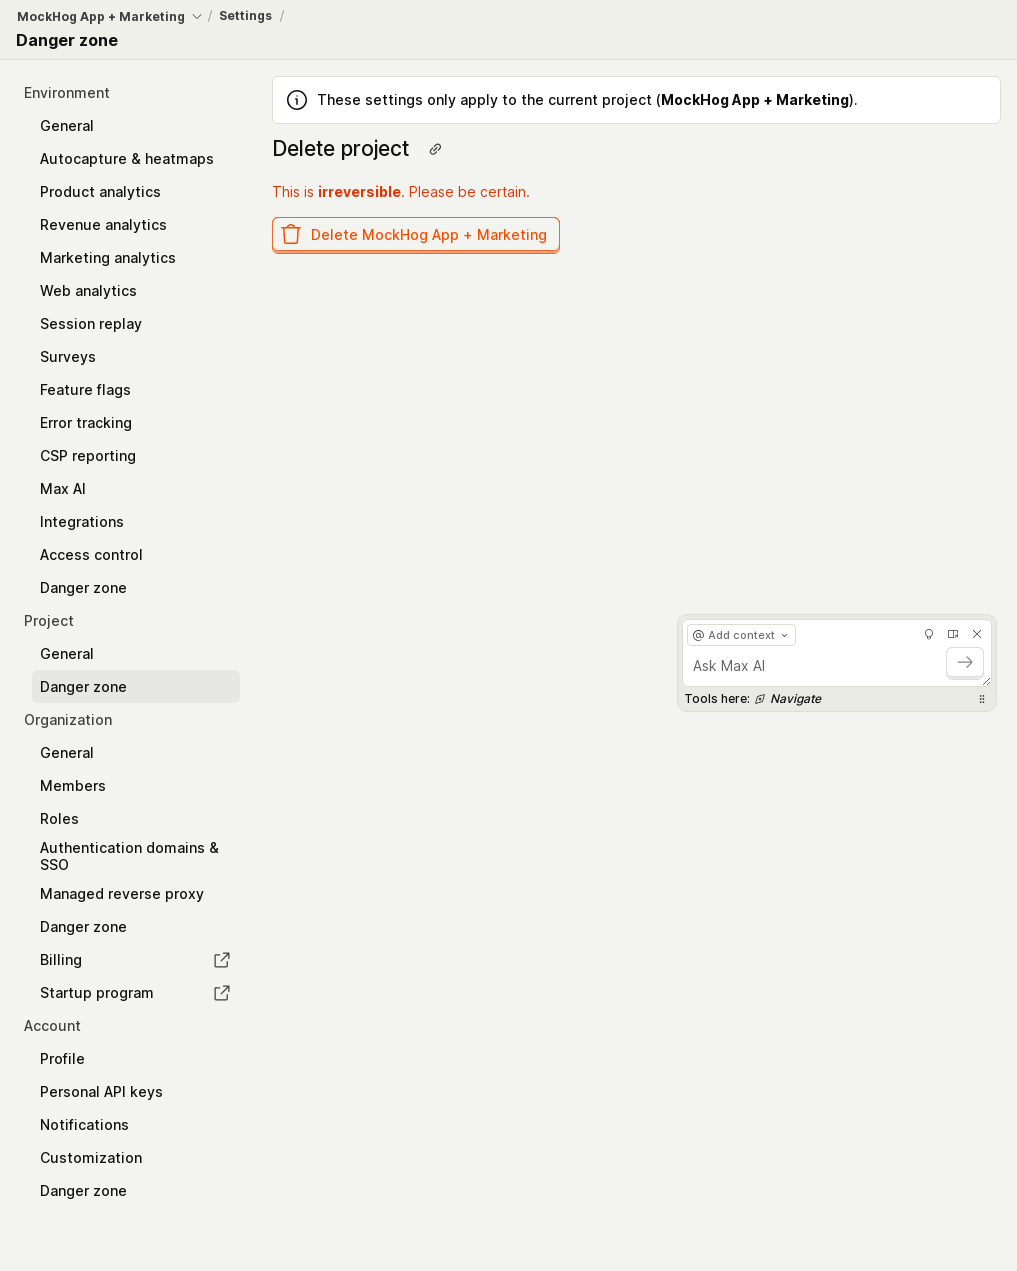 MockHog App + Marketing / Settings /
Danger zone
Environment
General
Autocapture & heatmaps
Product analytics
Revenue analytics
Marketing analytics
Web analytics
Session replay
Surveys
Feature flags
Error tracking
CSP reporting
Max AI
Integrations
Access control
Danger zone
Project
General
Danger zone
Organization
General
Members
Roles
Authentication domains &
SSO
Managed reverse proxy
Danger zone
Billing
Startup program
Account
Profile
Personal API keys
Notifications
Customization
Danger zone
These settings only apply to the current project (MockHog App + Marketing).
Delete project
This is irreversible. Please be certain.
Delete MockHog App + Marketing
@ Add context
Ask Max AI
Tools here: Navigate